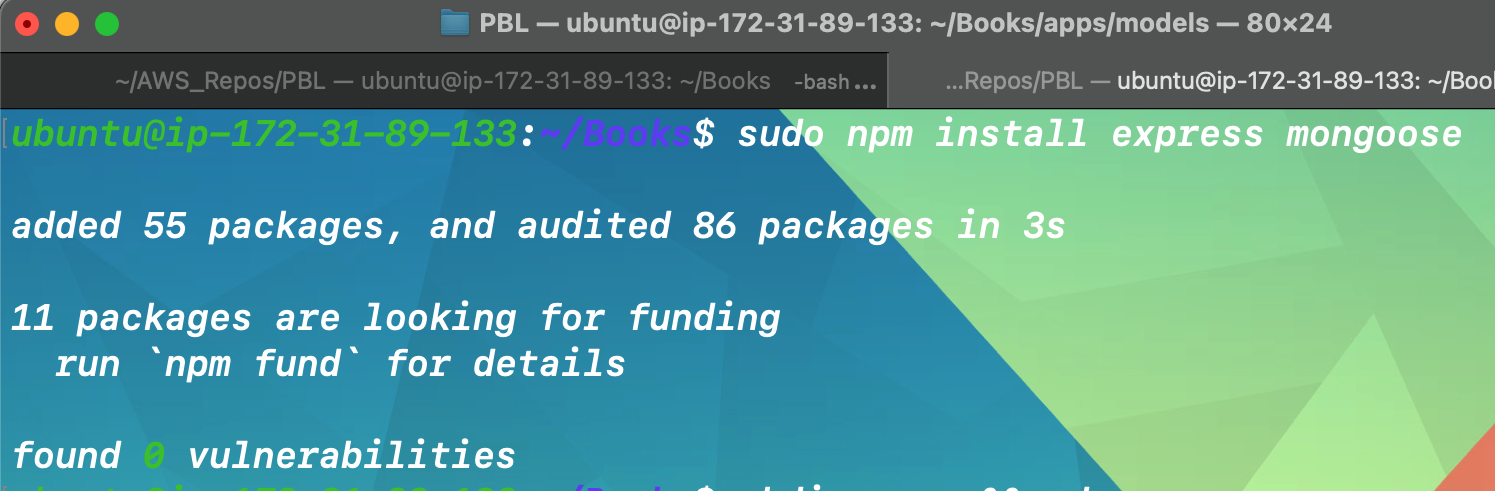 PBL — ubuntu@ip-172-31-89-133: ~/Books/apps/models — 80×24
~/AWS_Repos/PBL — ubuntu@ip-172-31-89-133: ~/Books -bash ...
...Repos/PBL — ubuntu@ip-172-31-89-133: ~/Boo
ubuntu@ip-172-31-89-133:~/Books$ sudo npm install express mongoose
added 55 packages, and audited 86 packages in 3s
11 packages are looking for funding
run `npm fund` for details
found 0 vulnerabilities